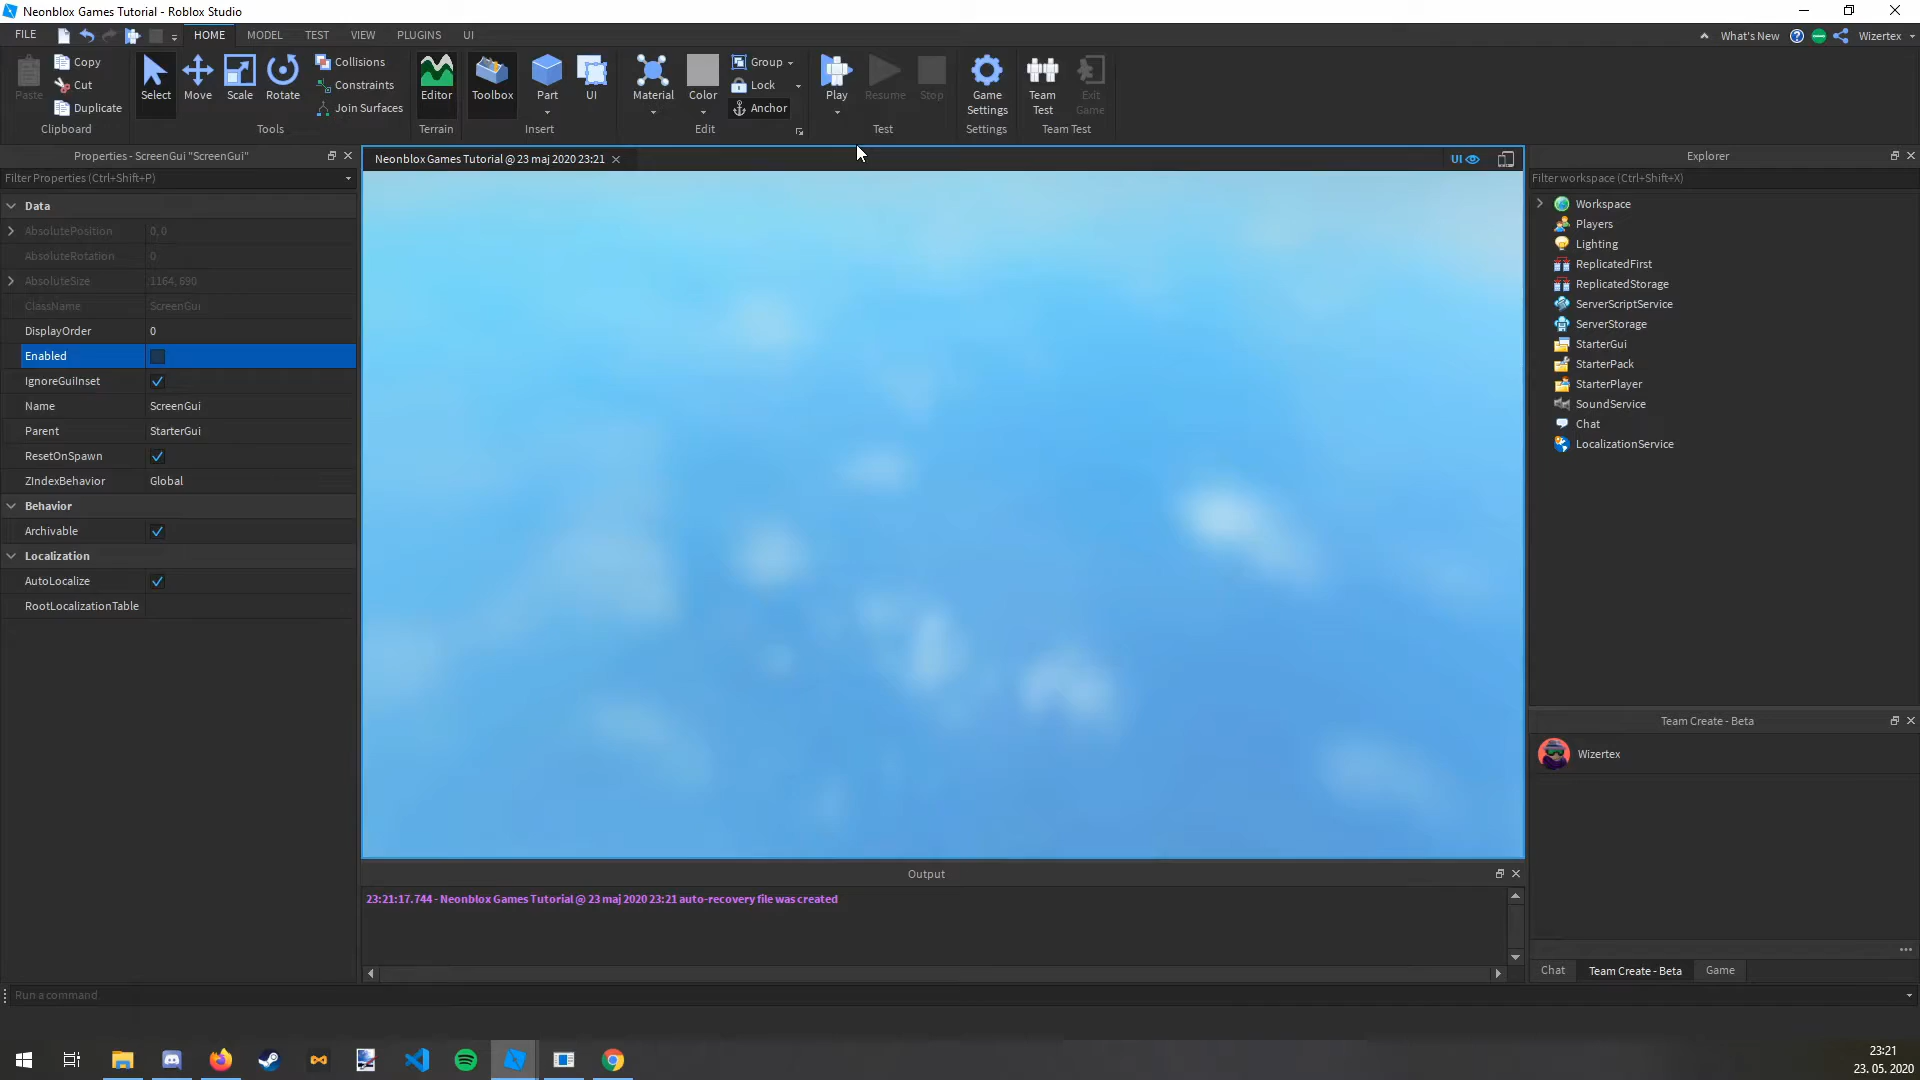 Neonblox Games Tutorial - Roblox Studio
FILE HOME MODEL TEST VIEW PLUGINS UI What's New Wizertex
Paste Copy Cut Duplicate Clipboard
Select Move Scale Rotate Collisions Constraints Join Surfaces Tools
Editor Terrain
Toolbox Part UI Insert
Material Color Group Lock Anchor Edit
Play Resume Stop Test
Game Settings Settings
Team Test Exit Game Team Test
Properties - ScreenGui "ScreenGui"
Filter Properties (Ctrl+Shift+P)
Data
AbsolutePosition 0, 0
AbsoluteRotation 0
AbsoluteSize 1164, 690
ClassName ScreenGui
DisplayOrder 0
Enabled
IgnoreGuiInset
Name ScreenGui
Parent StarterGui
ResetOnSpawn
ZIndexBehavior Global
Behavior
Archivable
Localization
AutoLocalize
RootLocalizationTable
Neonblox Games Tutorial @ 23 maj 2020 23:21
UI
Output
23:21:17.744 - Neonblox Games Tutorial @ 23 maj 2020 23:21 auto-recovery file was created
Explorer
Filter workspace (Ctrl+Shift+X)
Workspace
Players
Lighting
ReplicatedFirst
ReplicatedStorage
ServerScriptService
ServerStorage
StarterGui
StarterPack
StarterPlayer
SoundService
Chat
LocalizationService
Team Create - Beta
Wizertex
Chat Team Create - Beta Game
Run a command
23:21
23. 05. 2020